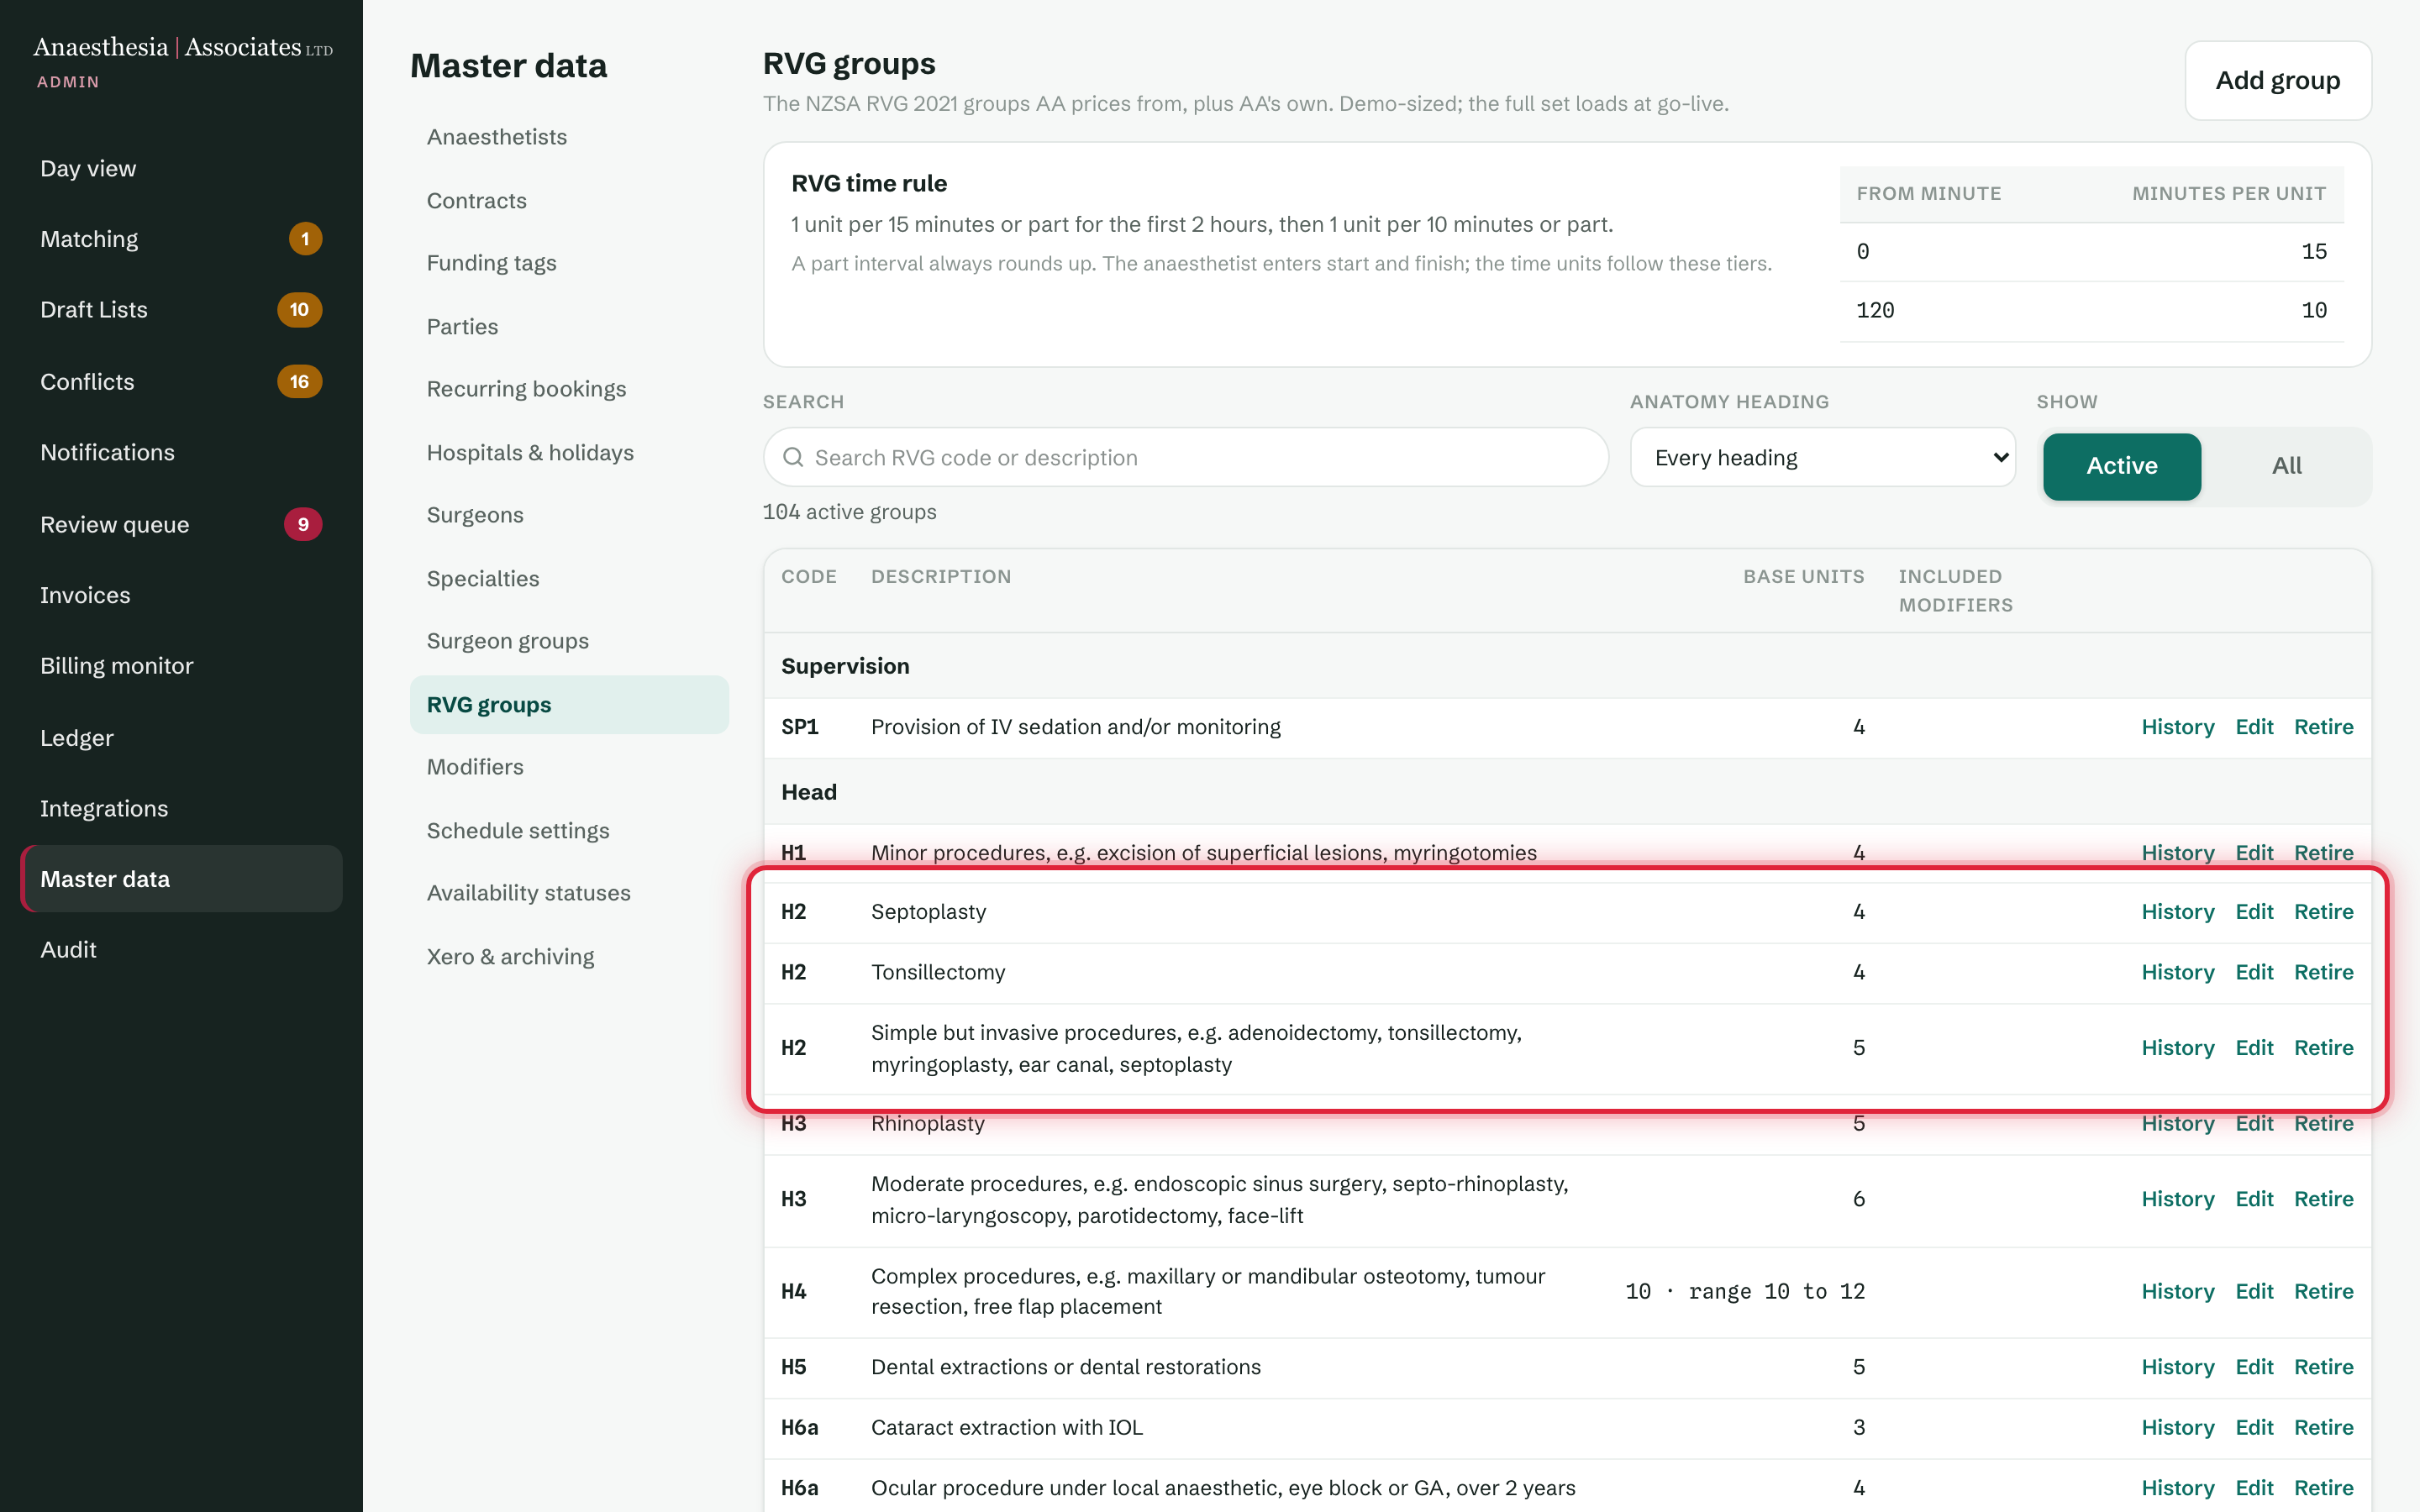 Anaesthesia | Associates LTD
ADMIN
Day view
Matching 1
Draft Lists 10
Conflicts 16
Notifications
Review queue 9
Invoices
Billing monitor
Ledger
Integrations
Master data
Audit
Master data
Anaesthetists
Contracts
Funding tags
Parties
Recurring bookings
Hospitals & holidays
Surgeons
Specialties
Surgeon groups
RVG groups
Modifiers
Schedule settings
Availability statuses
Xero & archiving
RVG groups
The NZSA RVG 2021 groups AA prices from, plus AA's own. Demo-sized; the full set loads at go-live.
Add group
RVG time rule
1 unit per 15 minutes or part for the first 2 hours, then 1 unit per 10 minutes or part.
A part interval always rounds up. The anaesthetist enters start and finish; the time units follow these tiers.
FROM MINUTE MINUTES PER UNIT
0 15
120 10
SEARCH
Search RVG code or description
104 active groups
ANATOMY HEADING
Every heading
SHOW
Active All
CODE DESCRIPTION BASE UNITS INCLUDED
MODIFIERS
Supervision
SP1 Provision of IV sedation and/or monitoring 4 History Edit Retire
Head
H1 Minor procedures, e.g. excision of superficial lesions, myringotomies 4 History Edit Retire
H2 Septoplasty 4 History Edit Retire
H2 Tonsillectomy 4 History Edit Retire
H2 Simple but invasive procedures, e.g. adenoidectomy, tonsillectomy,
myringoplasty, ear canal, septoplasty 5 History Edit Retire
H3 Rhinoplasty 5 History Edit Retire
H3 Moderate procedures, e.g. endoscopic sinus surgery, septo-rhinoplasty,
micro-laryngoscopy, parotidectomy, face-lift 6 History Edit Retire
H4 Complex procedures, e.g. maxillary or mandibular osteotomy, tumour
resection, free flap placement 10 · range 10 to 12 History Edit Retire
H5 Dental extractions or dental restorations 5 History Edit Retire
H6a Cataract extraction with IOL 3 History Edit Retire
H6a Ocular procedure under local anaesthetic, eye block or GA, over 2 years 4 History Edit Retire